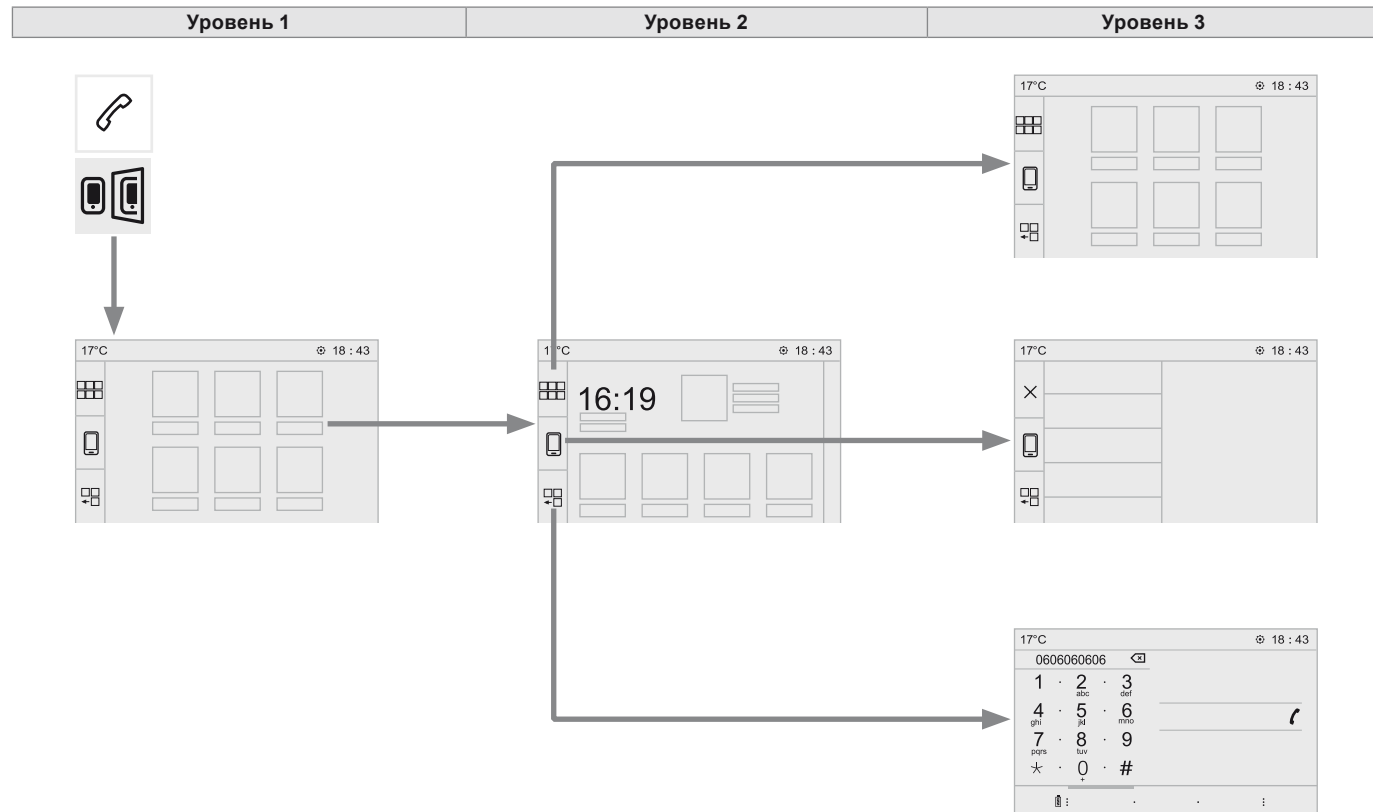 Уровень 1
Уровень 2
Уровень 3
17°C 18 : 43
17°C 18 : 43
17°C 18 : 43
16:19
17°C 18 : 43
17°C 18 : 43
0606060606
1 · 2 · 3
abc def
4 · 5 · 6
ghi jkl mno
7 · 8 · 9
pqrs tuv
* · 0 · #
+